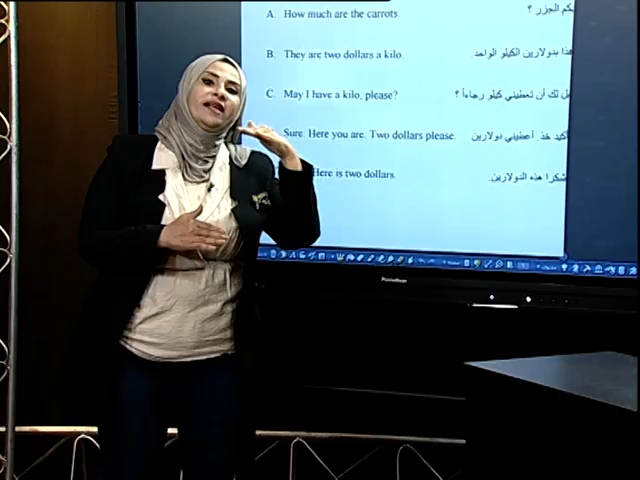 A. How much are the carrots.
بكم الجزر ؟
B. They are two dollars a kilo.
هذا بدولارين الكيلو الواحد.
C. May I have a kilo, please?
هل لك أن تعطيني كيلو رجاءاً ؟
Sure. Here you are. Two dollars please.
أكيد خذ. أعطيني دولارين
Here is two dollars.
شكرا هذه الدولارين.
Promethean